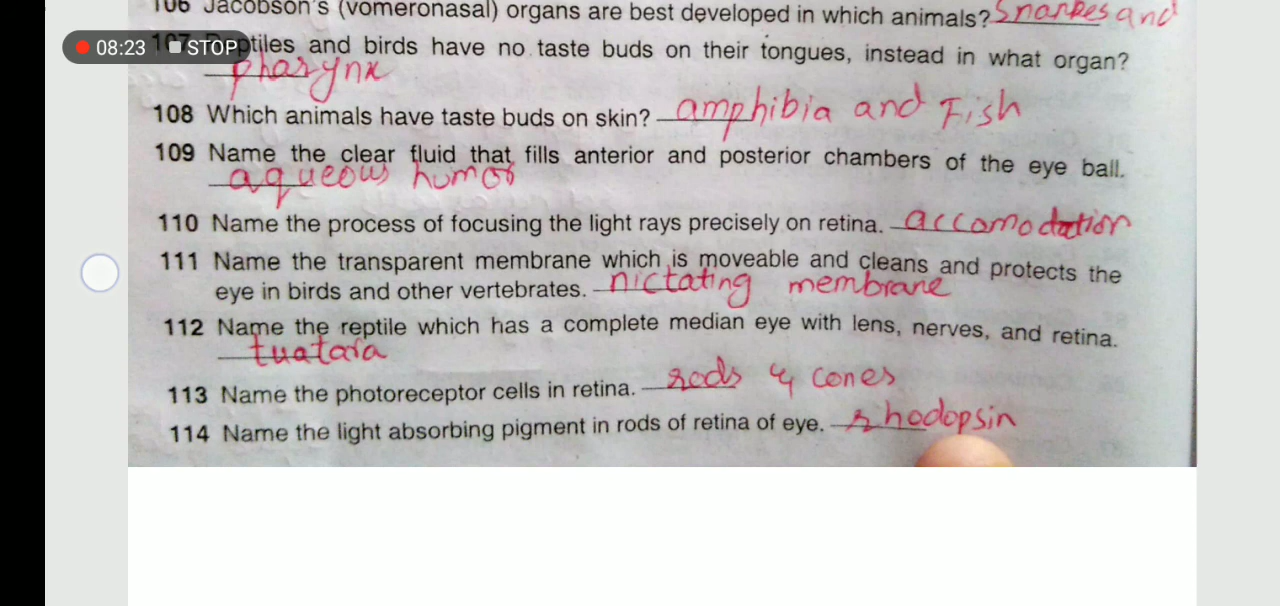 106 Jacobson's (vomeronasal) organs are best developed in which animals? Snakes and
08:23 STOP
107 Reptiles and birds have no taste buds on their tongues, instead in what organ?
pharynx
108 Which animals have taste buds on skin? amphibia and Fish
109 Name the clear fluid that fills anterior and posterior chambers of the eye ball.
aqueous humor
110 Name the process of focusing the light rays precisely on retina. accomodation
111 Name the transparent membrane which is moveable and cleans and protects the
eye in birds and other vertebrates. nictating membrane
112 Name the reptile which has a complete median eye with lens, nerves, and retina.
tuatara
113 Name the photoreceptor cells in retina. rods & cones
114 Name the light absorbing pigment in rods of retina of eye. rhodopsin